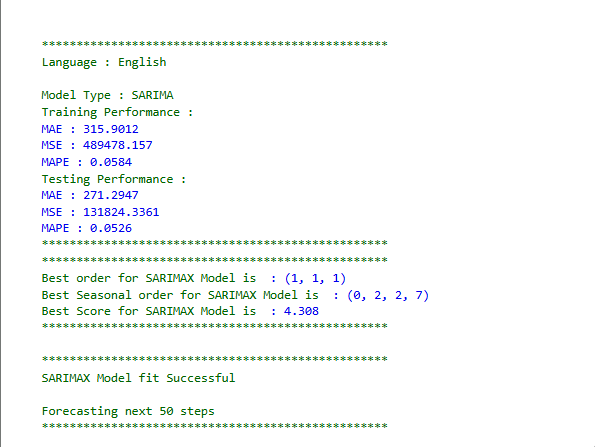 **************************************************
Language : English
Model Type : SARIMA
Training Performance :
MAE : 315.9012
MSE : 489478.157
MAPE : 0.0584
Testing Performance :
MAE : 271.2947
MSE : 131824.3361
MAPE : 0.0526
**************************************************
**************************************************
Best order for SARIMAX Model is  : (1, 1, 1)
Best Seasonal order for SARIMAX Model is  : (0, 2, 2, 7)
Best Score for SARIMAX Model is  : 4.308
**************************************************
**************************************************
SARIMAX Model fit Successful
Forecasting next 50 steps
**************************************************